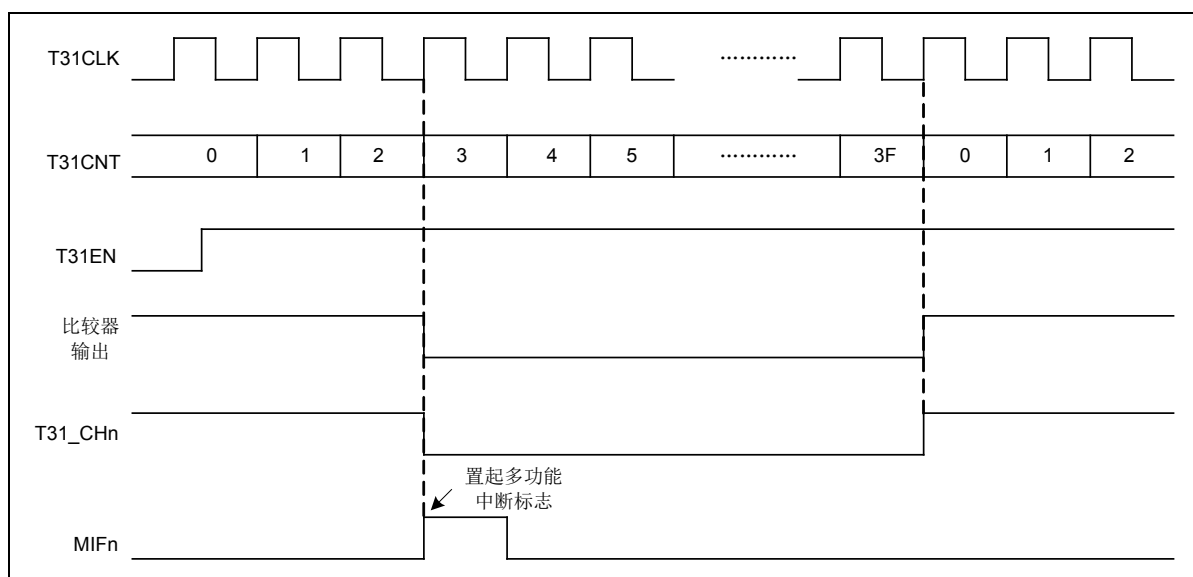 T31CLK …………
T31CNT 0 1 2 3 4 5 ………… 3F 0 1 2
T31EN
比较器
输出
T31_CHn
置起多功能
中断标志
MIFn